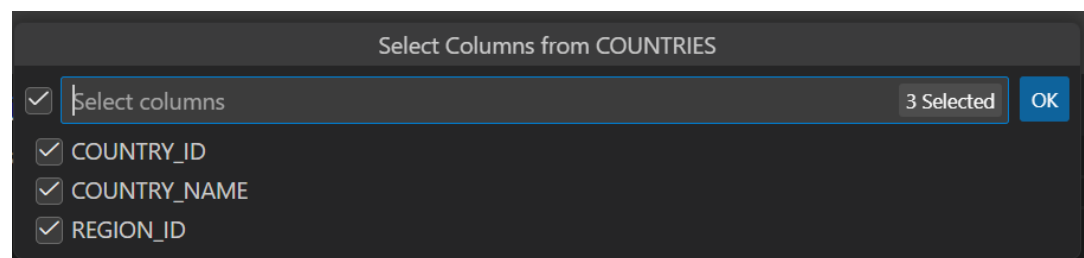 Select Columns from COUNTRIES
Select columns 3 Selected OK
COUNTRY_ID
COUNTRY_NAME
REGION_ID